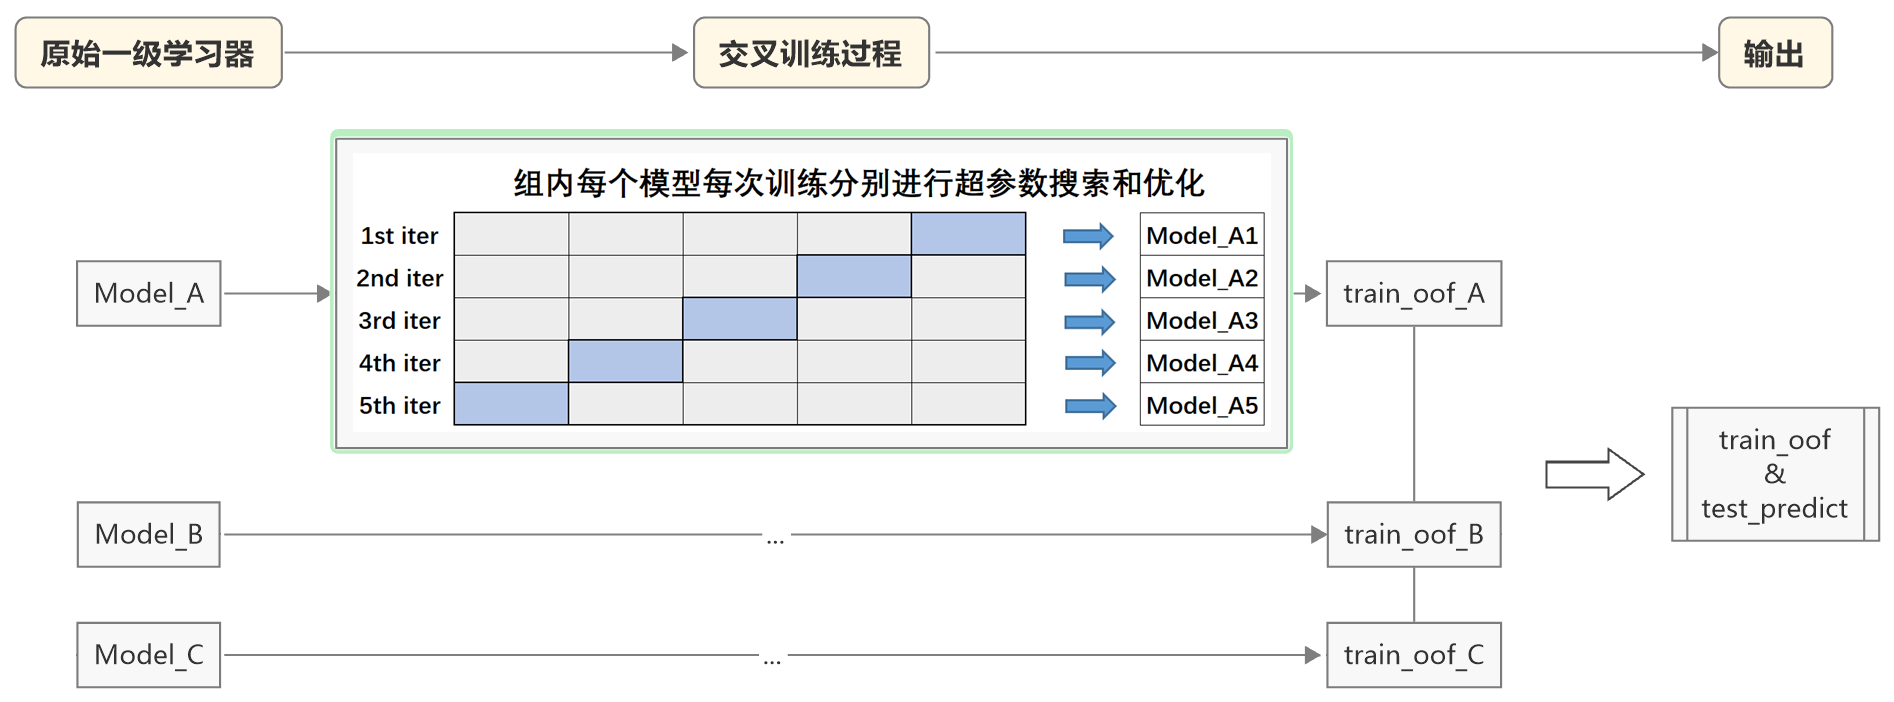 原始一级学习器
交叉训练过程
输出
组内每个模型每次训练分别进行超参数搜索和优化
1st iter
Model_A1
2nd iter
Model_A2
3rd iter
Model_A3
4th iter
Model_A4
5th iter
Model_A5
Model_A
train_oof_A
Model_B
...
train_oof_B
Model_C
...
train_oof_C
train_oof
&
test_predict